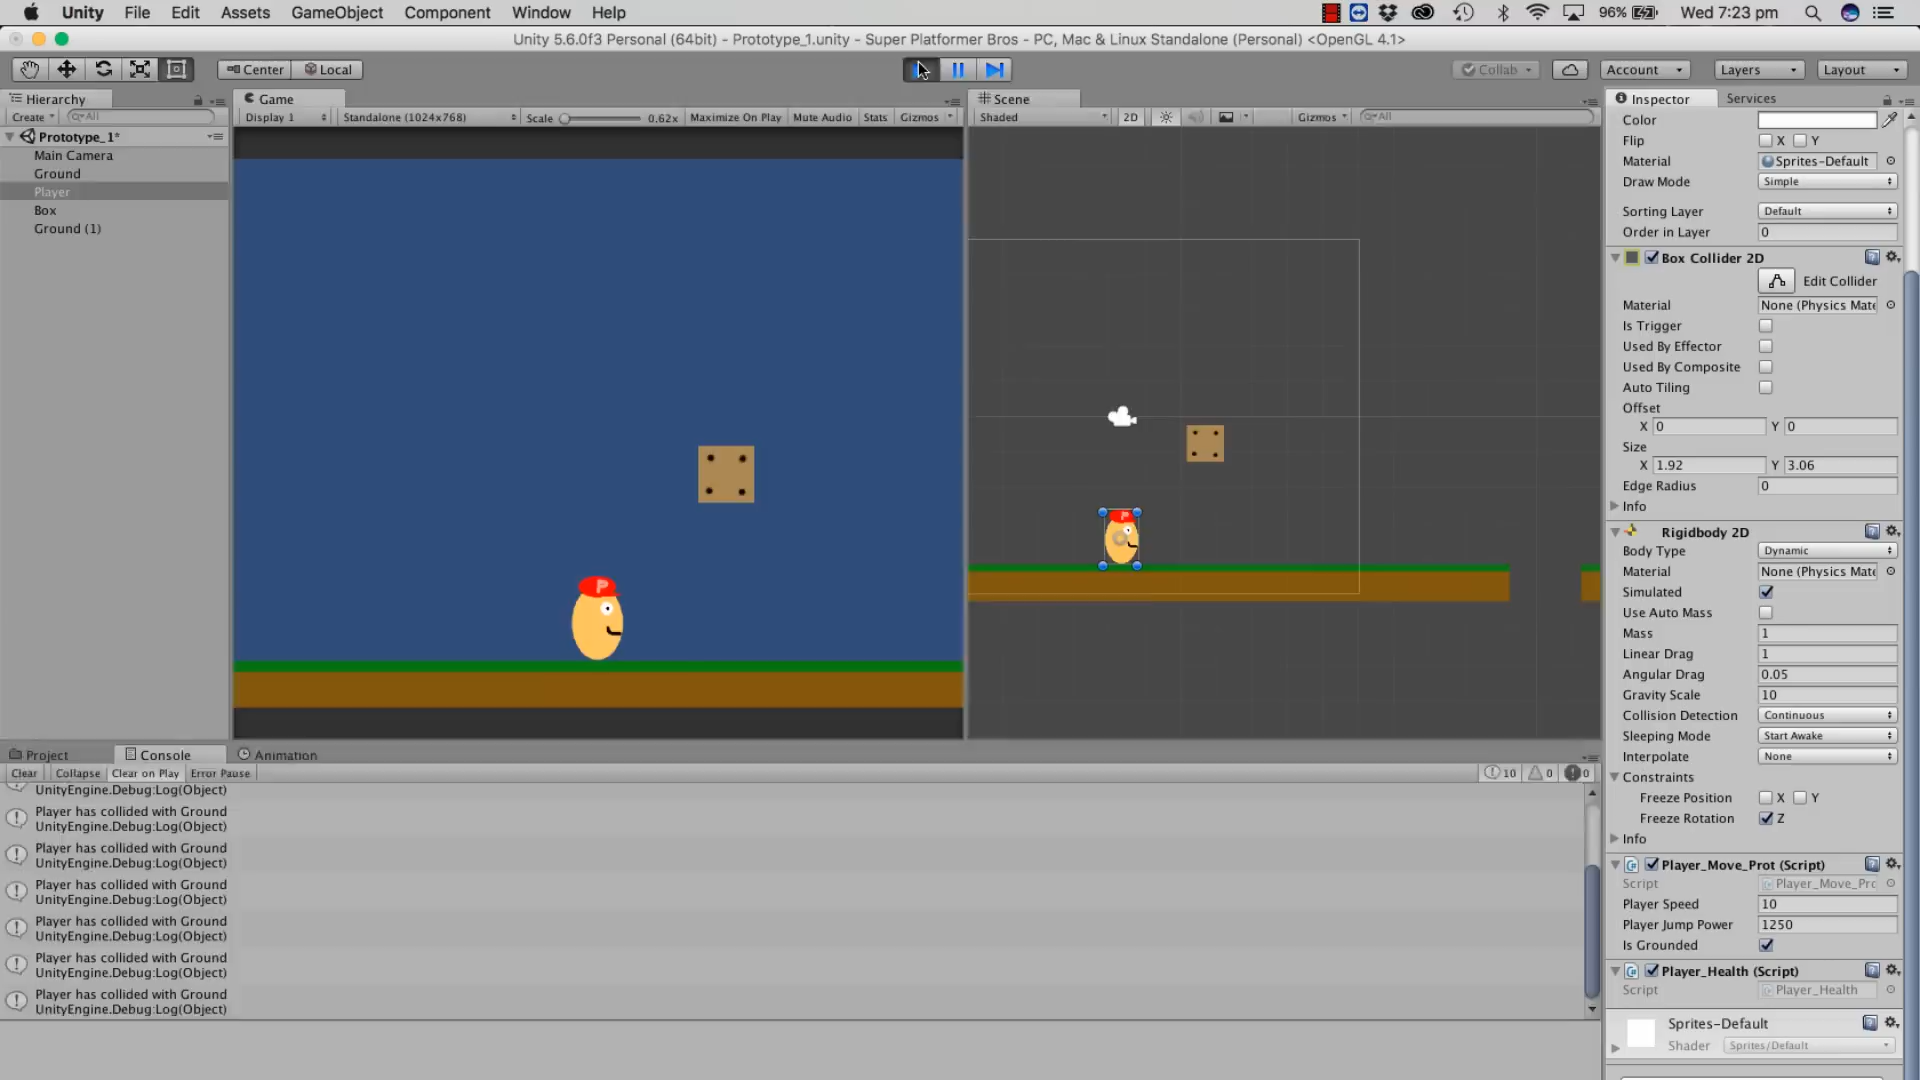 Unity File Edit Assets GameObject Component Window Help 96% Wed 7:23 pm
Unity 5.6.0f3 Personal (64bit) - Prototype_1.unity - Super Platformer Bros - PC, Mac & Linux Standalone (Personal) <OpenGL 4.1>
Center Local Collab Account Layers Layout
Hierarchy
Create All
Prototype_1*
Main Camera
Ground
Player
Box
Ground (1)
Game
Display 1 Standalone (1024x768) Scale 0.62x Maximize On Play Mute Audio Stats Gizmos
P
Scene
Shaded 2D Gizmos All
P
Inspector Services
Color
Flip X Y
Material Sprites-Default
Draw Mode Simple
Sorting Layer Default
Order in Layer 0
Box Collider 2D
Edit Collider
Material None (Physics Mate
Is Trigger
Used By Effector
Used By Composite
Auto Tiling
Offset
X 0 Y 0
Size
X 1.92 Y 3.06
Edge Radius 0
Info
Rigidbody 2D
Body Type Dynamic
Material None (Physics Mate
Simulated
Use Auto Mass
Mass 1
Linear Drag 1
Angular Drag 0.05
Gravity Scale 10
Collision Detection Continuous
Sleeping Mode Start Awake
Interpolate None
Constraints
Freeze Position X Y
Freeze Rotation Z
Info
Player_Move_Prot (Script)
Script Player_Move_Prc
Player Speed 10
Player Jump Power 1250
Is Grounded
Player_Health (Script)
Script Player_Health
Sprites-Default
Shader Sprites/Default
Project Console Animation
Clear Collapse Clear on Play Error Pause 10 0 0
UnityEngine.Debug:Log(Object)
Player has collided with Ground
UnityEngine.Debug:Log(Object)
Player has collided with Ground
UnityEngine.Debug:Log(Object)
Player has collided with Ground
UnityEngine.Debug:Log(Object)
Player has collided with Ground
UnityEngine.Debug:Log(Object)
Player has collided with Ground
UnityEngine.Debug:Log(Object)
Player has collided with Ground
UnityEngine.Debug:Log(Object)